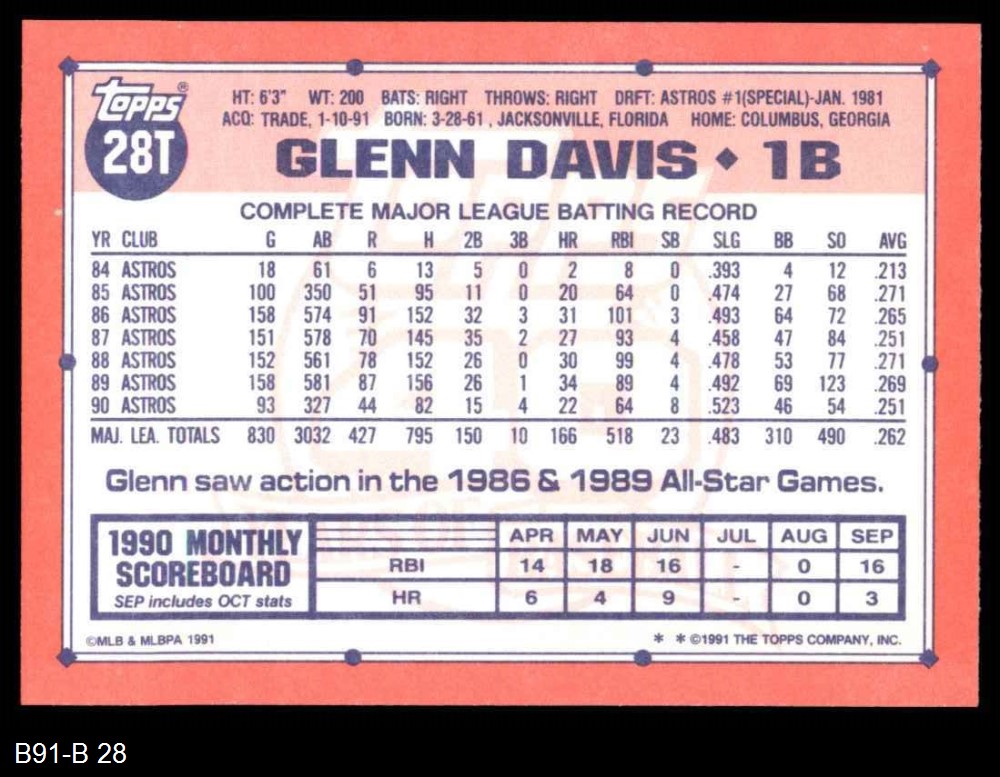 topps®
28T
HT: 6'3" WT: 200 BATS: RIGHT THROWS: RIGHT DRFT: ASTROS #1(SPECIAL)-JAN. 1981
ACQ: TRADE, 1-10-91 BORN: 3-28-61 , JACKSONVILLE, FLORIDA HOME: COLUMBUS, GEORGIA
GLENN DAVIS ◆ 1B
COMPLETE MAJOR LEAGUE BATTING RECORD
YR CLUB G AB R H 2B 3B HR RBI SB SLG BB SO AVG
84 ASTROS 18 61 6 13 5 0 2 8 0 .393 4 12 .213
85 ASTROS 100 350 51 95 11 0 20 64 0 .474 27 68 .271
86 ASTROS 158 574 91 152 32 3 31 101 3 .493 64 72 .265
87 ASTROS 151 578 70 145 35 2 27 93 4 .458 47 84 .251
88 ASTROS 152 561 78 152 26 0 30 99 4 .478 53 77 .271
89 ASTROS 158 581 87 156 26 1 34 89 4 .492 69 123 .269
90 ASTROS 93 327 44 82 15 4 22 64 8 .523 46 54 .251
MAJ. LEA. TOTALS 830 3032 427 795 150 10 166 518 23 .483 310 490 .262
Glenn saw action in the 1986 & 1989 All-Star Games.
1990 MONTHLY
SCOREBOARD
SEP includes OCT stats
APR MAY JUN JUL AUG SEP
RBI 14 18 16 - 0 16
HR 6 4 9 - 0 3
©MLB & MLBPA 1991
* * ©1991 THE TOPPS COMPANY, INC.
B91-B 28